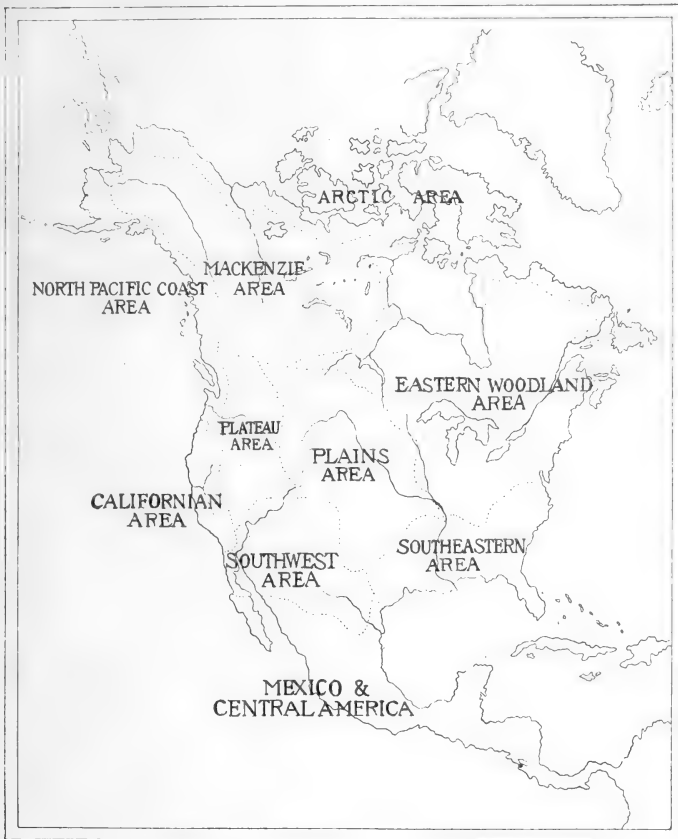 ARCTIC AREA
MACKENZIE
AREA
NORTH PACIFIC COAST
AREA
EASTERN WOODLAND
AREA
PLATEAU
AREA
PLAINS
AREA
CALIFORNIAN
AREA
SOUTHEASTERN
AREA
SOUTHWEST
AREA
MEXICO &
CENTRAL AMERICA